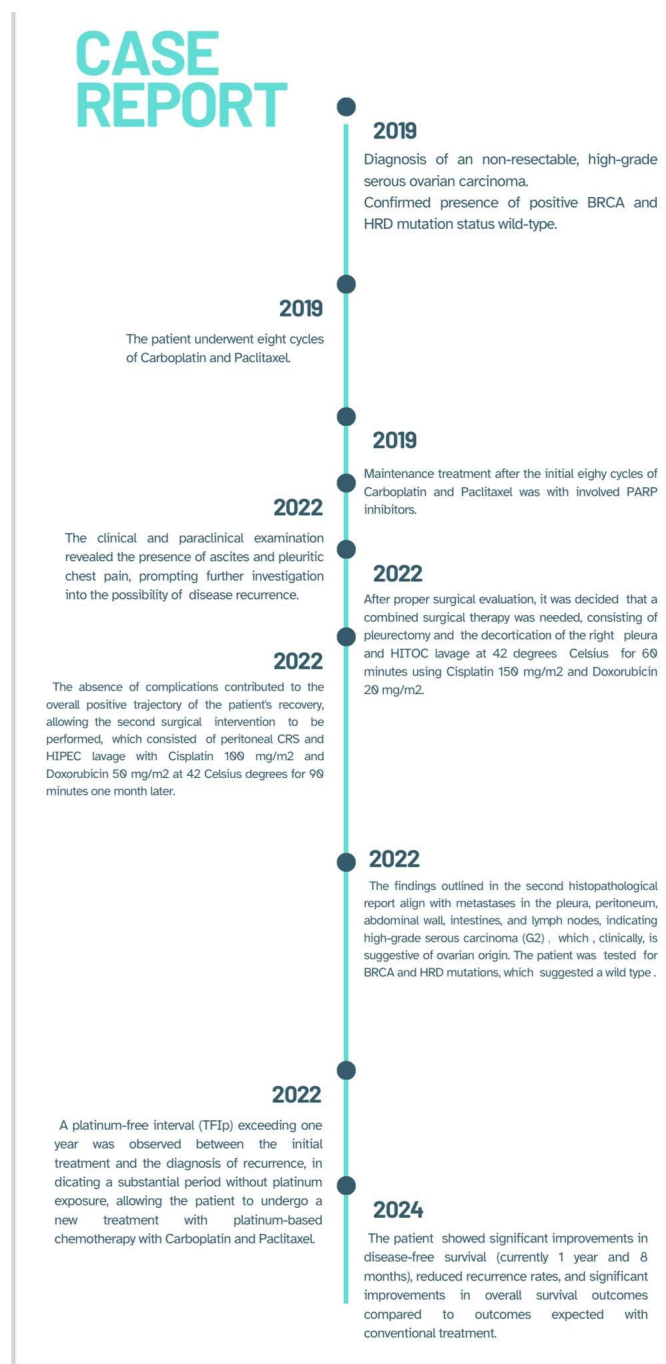 CASE
REPORT
2019
Diagnosis of an non-resectable, high-grade
serous ovarian carcinoma.
Confirmed presence of positive BRCA and
HRD mutation status wild-type.
2019
The patient underwent eight cycles
of Carboplatin and Paclitaxel.
2019
Maintenance treatment after the initial eighy cycles of
Carboplatin and Paclitaxel was with involved PARP
inhibitors.
2022
The clinical and paraclinical examination
revealed the presence of ascites and pleuritic
chest pain, prompting further investigation
into the possibility of disease recurrence.
2022
After proper surgical evaluation, it was decided that a
combined surgical therapy was needed, consisting of
pleurectomy and the decortication of the right pleura
and HITOC lavage at 42 degrees Celsius for 60
minutes using Cisplatin 150 mg/m2 and Doxorubicin
20 mg/m2.
2022
The absence of complications contributed to the
overall positive trajectory of the patient's recovery,
allowing the second surgical intervention to be
performed, which consisted of peritoneal CRS and
HIPEC lavage with Cisplatin 100 mg/m2 and
Doxorubicin 50 mg/m2 at 42 Celsius degrees for 90
minutes one month later.
2022
The findings outlined in the second histopathological
report align with metastases in the pleura, peritoneum,
abdominal wall, intestines, and lymph nodes, indicating
high-grade serous carcinoma (G2) , which , clinically, is
suggestive of ovarian origin. The patient was tested for
BRCA and HRD mutations, which suggested a wild type .
2022
A platinum-free interval (TFIp) exceeding one
year was observed between the initial
treatment and the diagnosis of recurrence, in
dicating a substantial period without platinum
exposure, allowing the patient to undergo a
new treatment with platinum-based
chemotherapy with Carboplatin and Paclitaxel.
2024
The patient showed significant improvements in
disease-free survival (currently 1 year and 8
months), reduced recurrence rates, and significant
improvements in overall survival outcomes
compared to outcomes expected with
conventional treatment.